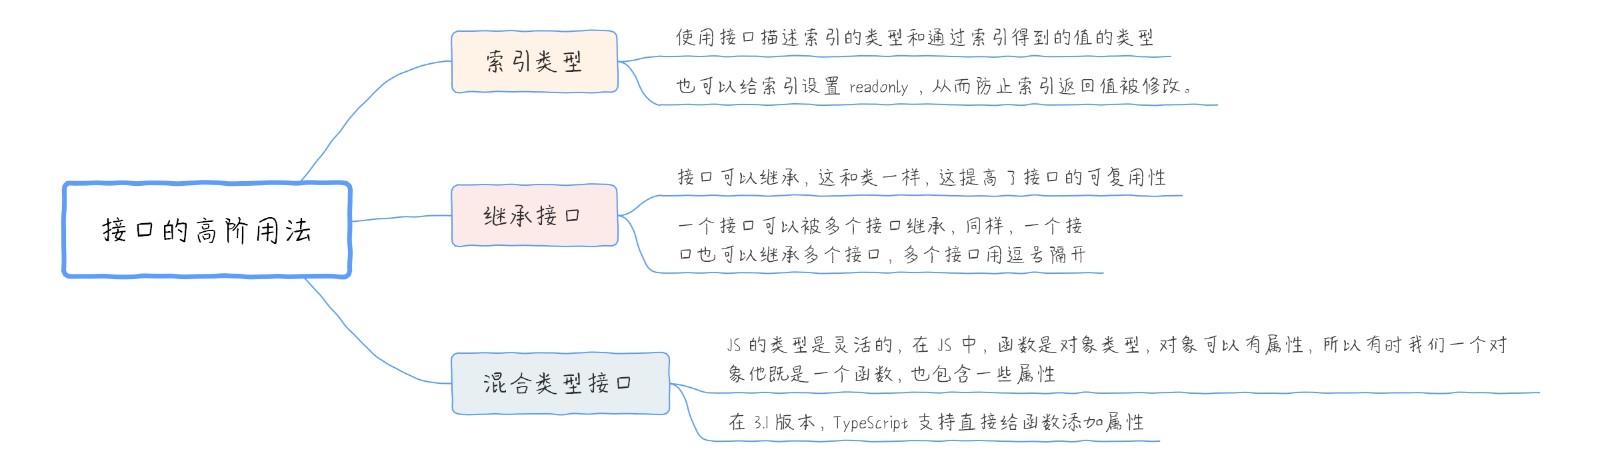 接口的高阶用法
索引类型
使用接口描述索引的类型和通过索引得到的值的类型
也可以给索引设置 readonly，从而防止索引返回值被修改。
继承接口
接口可以继承，这和类一样，这提高了接口的可复用性
一个接口可以被多个接口继承，同样，一个接
口也可以继承多个接口，多个接口用逗号隔开
混合类型接口
JS 的类型是灵活的，在 JS 中，函数是对象类型，对象可以有属性，所以有时我们一个对
象他既是一个函数，也包含一些属性
在 3.1 版本，TypeScript 支持直接给函数添加属性